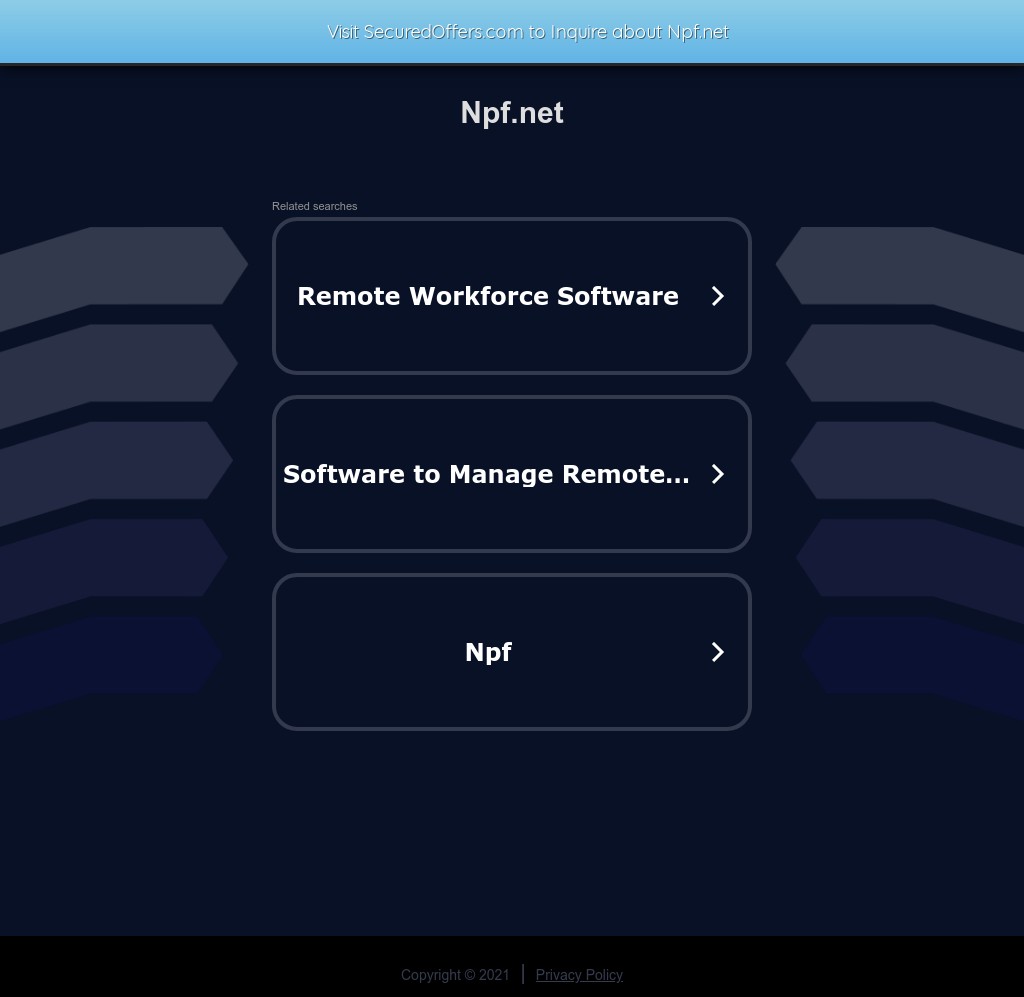 Visit SecuredOffers.com to Inquire about Npf.net
Npf.net
Related searches
Remote Workforce Software
Software to Manage Remote...
Npf
Copyright © 2021 | Privacy Policy